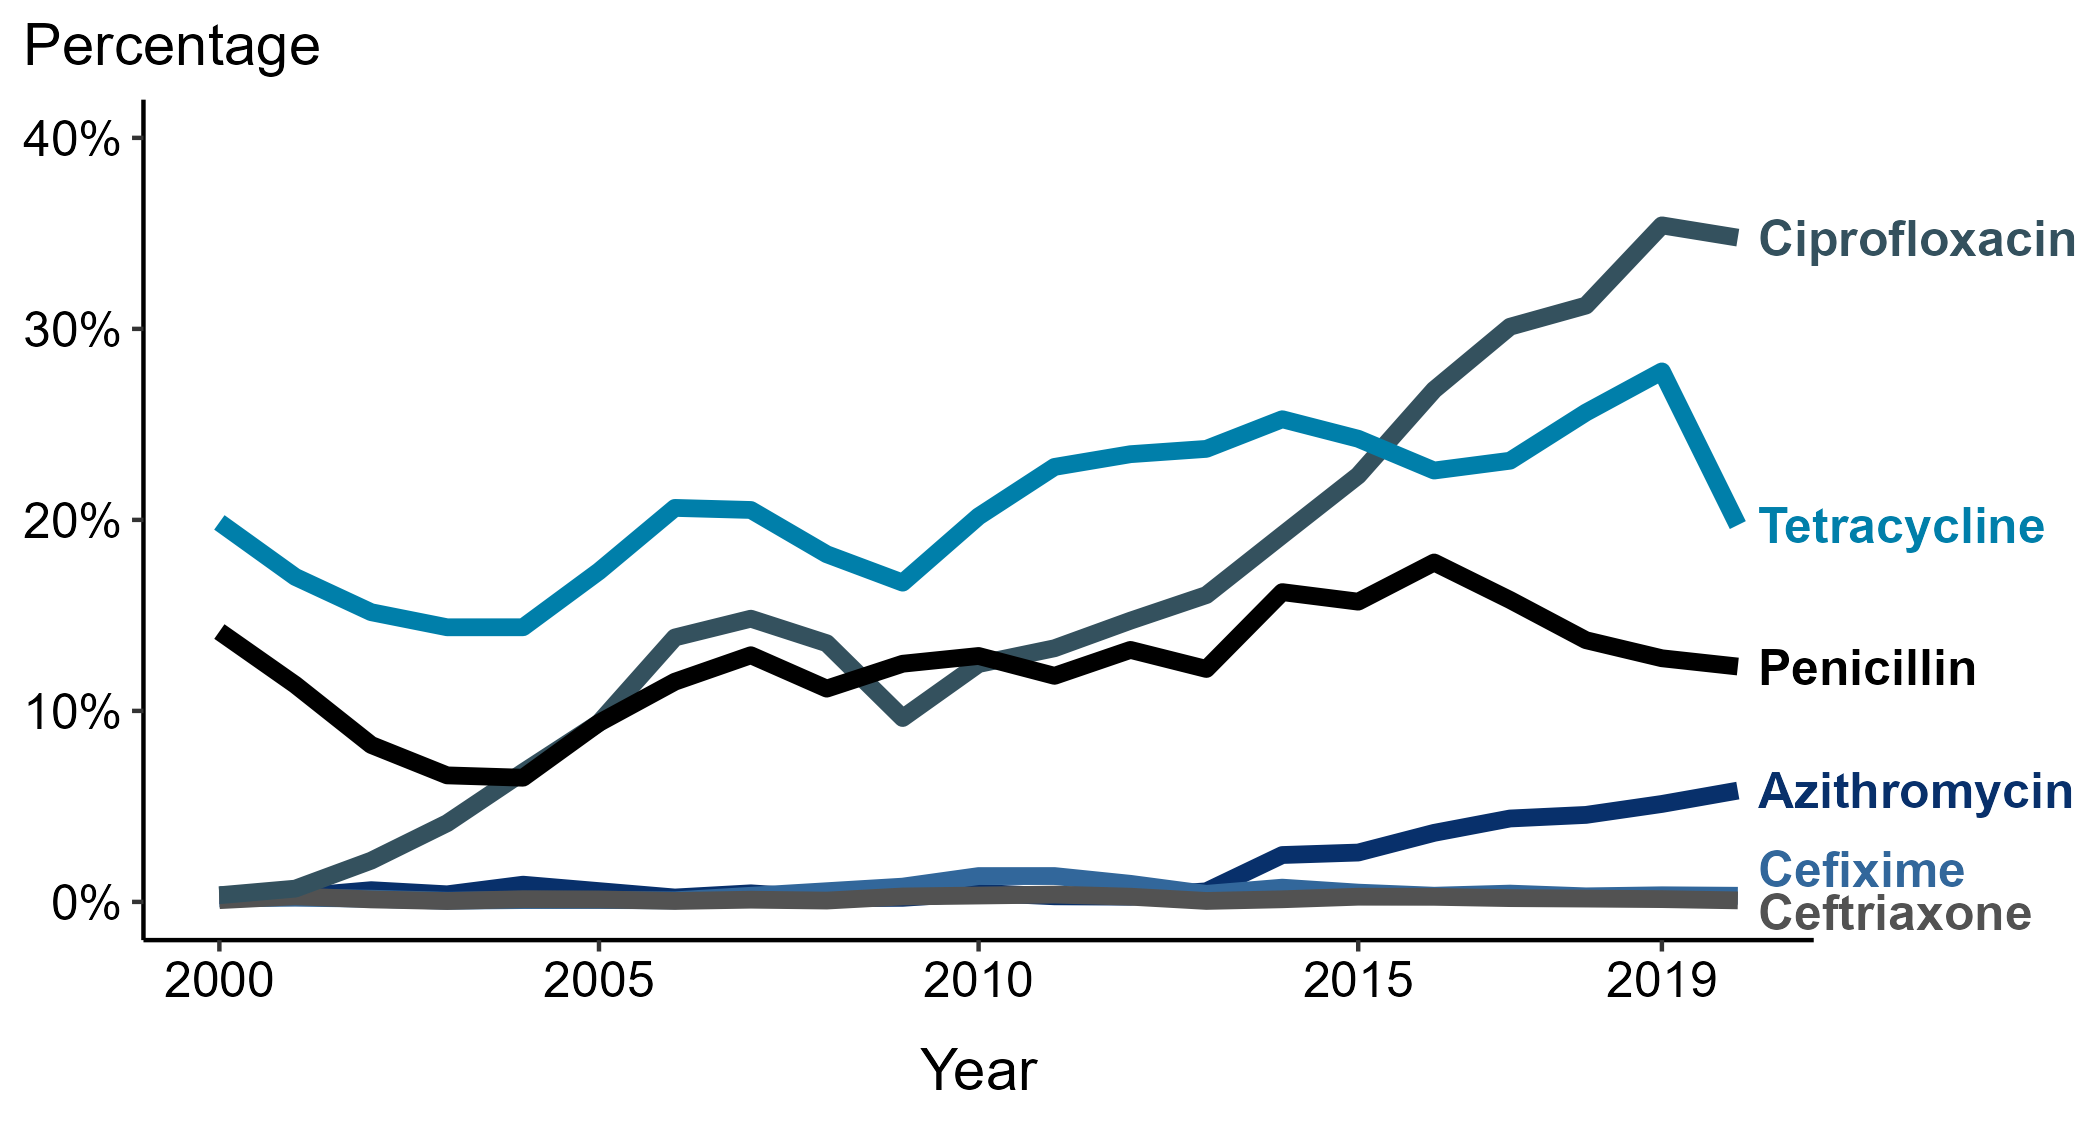 Percentage
40%
30%
20%
10%
0%
Ciprofloxacin
Tetracycline
Penicillin
Azithromycin
Cefixime
Ceftriaxone
2000 2005 2010 2015 2019
Year